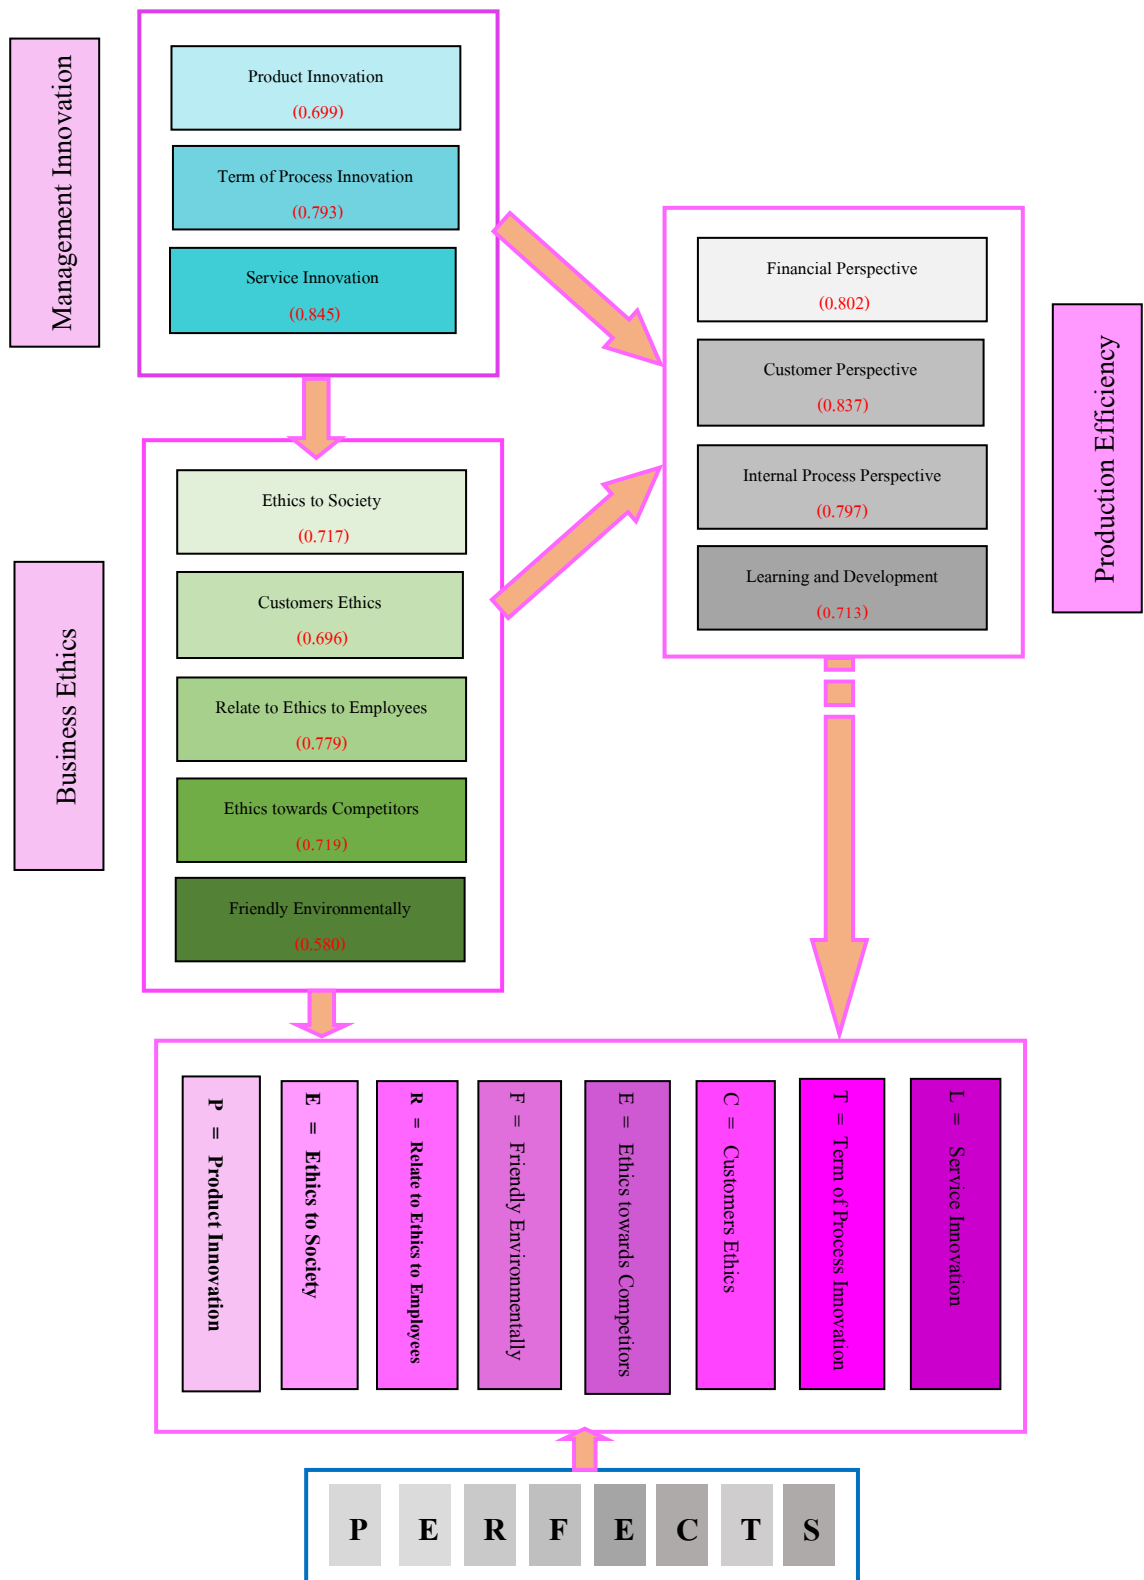 Management Innovation
Product Innovation
(0.699)
Term of Process Innovation
(0.793)
Service Innovation
(0.845)
Business Ethics
Ethics to Society
(0.717)
Customers Ethics
(0.696)
Relate to Ethics to Employees
(0.779)
Ethics towards Competitors
(0.719)
Friendly Environmentally
(0.580)
Financial Perspective
(0.802)
Customer Perspective
(0.837)
Internal Process Perspective
(0.797)
Learning and Development
(0.713)
Production Efficiency
P = Product Innovation
E = Ethics to Society
R = Relate to Ethics to Employees
F = Friendly Environmentally
E = Ethics towards Competitors
C = Customers Ethics
T = Term of Process Innovation
L = Service Innovation
P E R F E C T S